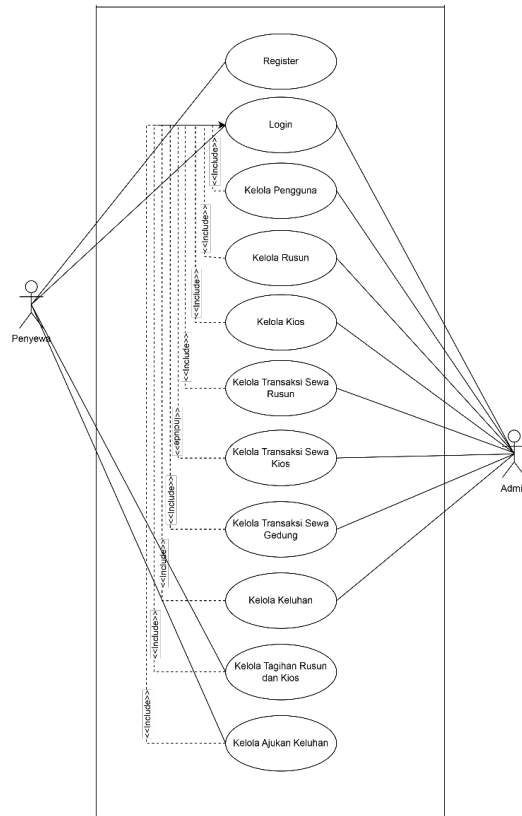 Register
Login
<<Include>>
Kelola Pengguna
<<Include>>
Kelola Rusun
<<Include>>
Kelola Kios
Penyewa
<<Include>>
Kelola Transaksi Sewa
Rusun
<<Include>>
Kelola Transaksi Sewa
Kios
Admi
<<Include>>
Kelola Transaksi Sewa
Gedung
<<Include>>
Kelola Keluhan
<<Include>>
Kelola Tagihan Rusun
dan Kios
<<Include>>
Kelola Ajukan Keluhan